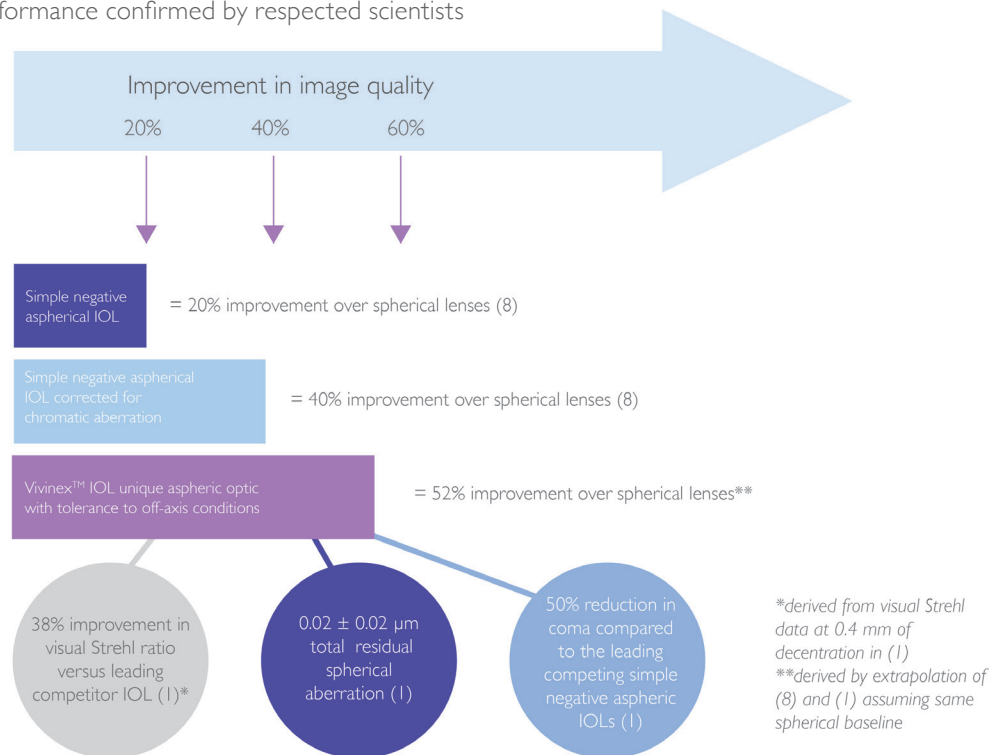 formance confirmed by respected scientists
Improvement in image quality
20% 40% 60%
Simple negative
aspherical IOL
= 20% improvement over spherical lenses (8)
Simple negative aspherical
IOL corrected for
chromatic aberration
= 40% improvement over spherical lenses (8)
Vivinex™ IOL unique aspheric optic
with tolerance to off-axis conditions
= 52% improvement over spherical lenses**
38% improvement in
visual Strehl ratio
versus leading
competitor IOL (1)*
0.02 ± 0.02 µm
total residual
spherical
aberration (1)
50% reduction in
coma compared
to the leading
competing simple
negative aspheric
IOLs (1)
*derived from visual Strehl
data at 0.4 mm of
decentration in (1)
**derived by extrapolation of
(8) and (1) assuming same
spherical baseline